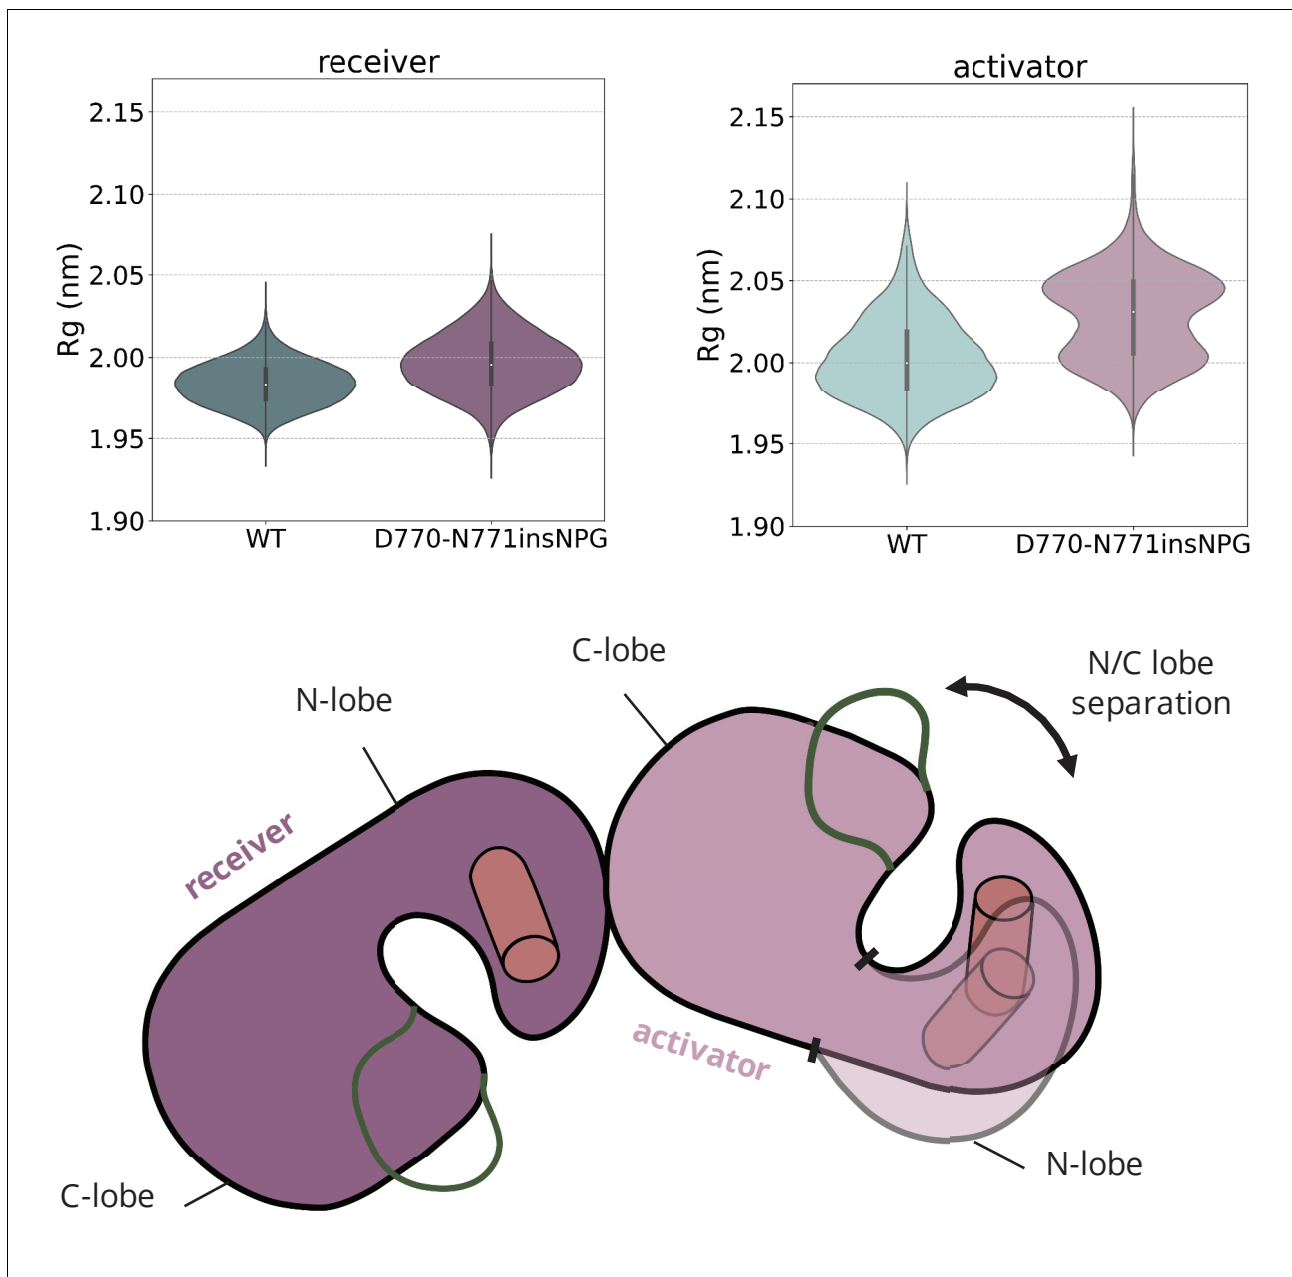 receiver
2.15
2.10
2.05
2.00
1.95
1.90
Rg (nm)
WT
D770-N771insNPG
activator
2.15
2.10
2.05
2.00
1.95
1.90
Rg (nm)
WT
D770-N771insNPG
C-lobe
N/C lobe
separation
N-lobe
receiver
activator
N-lobe
C-lobe